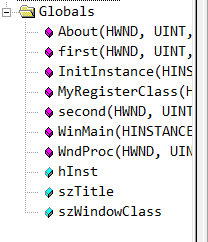 Globals
About(HWND, UINT,
first(HWND, UINT,
InitInstance(HINS
MyRegisterClass(H
second(HWND, UINT
WinMain(HINSTANCE
WndProc(HWND, UIN
hInst
szTitle
szWindowClass